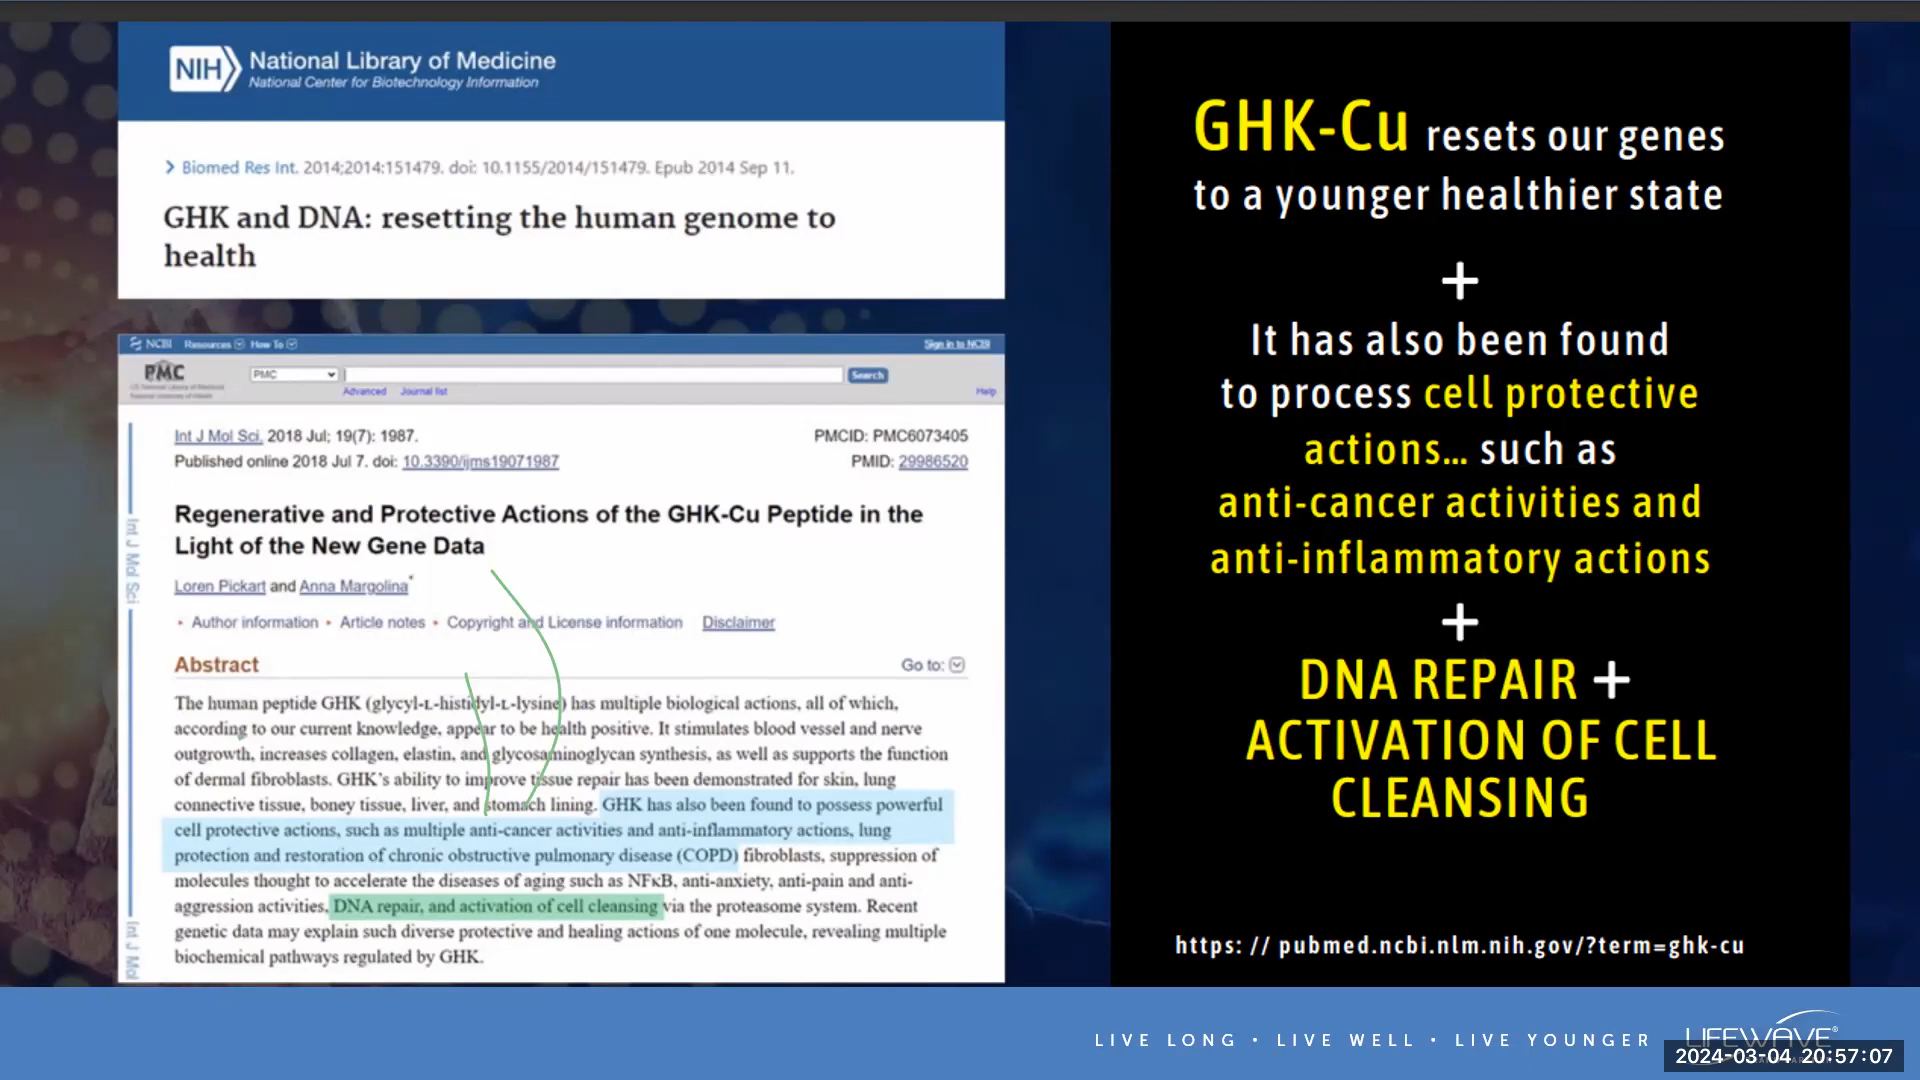 NIH National Library of Medicine
National Center for Biotechnology Information
Biomed Res Int. 2014;2014:151479. doi: 10.1155/2014/151479. Epub 2014 Sep 11.
GHK and DNA: resetting the human genome to
health
NCBI Resources How To Sign in to NCBI
PMC PMC Search
Advanced Journal list Help
Int J Mol Sci. 2018 Jul; 19(7): 1987. PMCID: PMC6073405
Published online 2018 Jul 7. doi: 10.3390/ijms19071987 PMID: 29986520
Regenerative and Protective Actions of the GHK-Cu Peptide in the
Light of the New Gene Data
Loren Pickart and Anna Margolina*
Author information • Article notes • Copyright and License information Disclaimer
Abstract Go to:
The human peptide GHK (glycyl-L-histidyl-L-lysine) has multiple biological actions, all of which,
according to our current knowledge, appear to be health positive. It stimulates blood vessel and nerve
outgrowth, increases collagen, elastin, and glycosaminoglycan synthesis, as well as supports the function
of dermal fibroblasts. GHK's ability to improve tissue repair has been demonstrated for skin, lung
connective tissue, boney tissue, liver, and stomach lining. GHK has also been found to possess powerful
cell protective actions, such as multiple anti-cancer activities and anti-inflammatory actions, lung
protection and restoration of chronic obstructive pulmonary disease (COPD) fibroblasts, suppression of
molecules thought to accelerate the diseases of aging such as NFκB, anti-anxiety, anti-pain and anti-
aggression activities, DNA repair, and activation of cell cleansing via the proteasome system. Recent
genetic data may explain such diverse protective and healing actions of one molecule, revealing multiple
biochemical pathways regulated by GHK.
Int J Mol Sci
Int J Mol
GHK-Cu resets our genes
to a younger healthier state
+
It has also been found
to process cell protective
actions... such as
anti-cancer activities and
anti-inflammatory actions
+
DNA REPAIR +
ACTIVATION OF CELL
CLEANSING
https: // pubmed.ncbi.nlm.nih.gov/?term=ghk-cu
LIVE LONG • LIVE WELL • LIVE YOUNGER LIFEWAVE®
2024-03-04 20:57:07